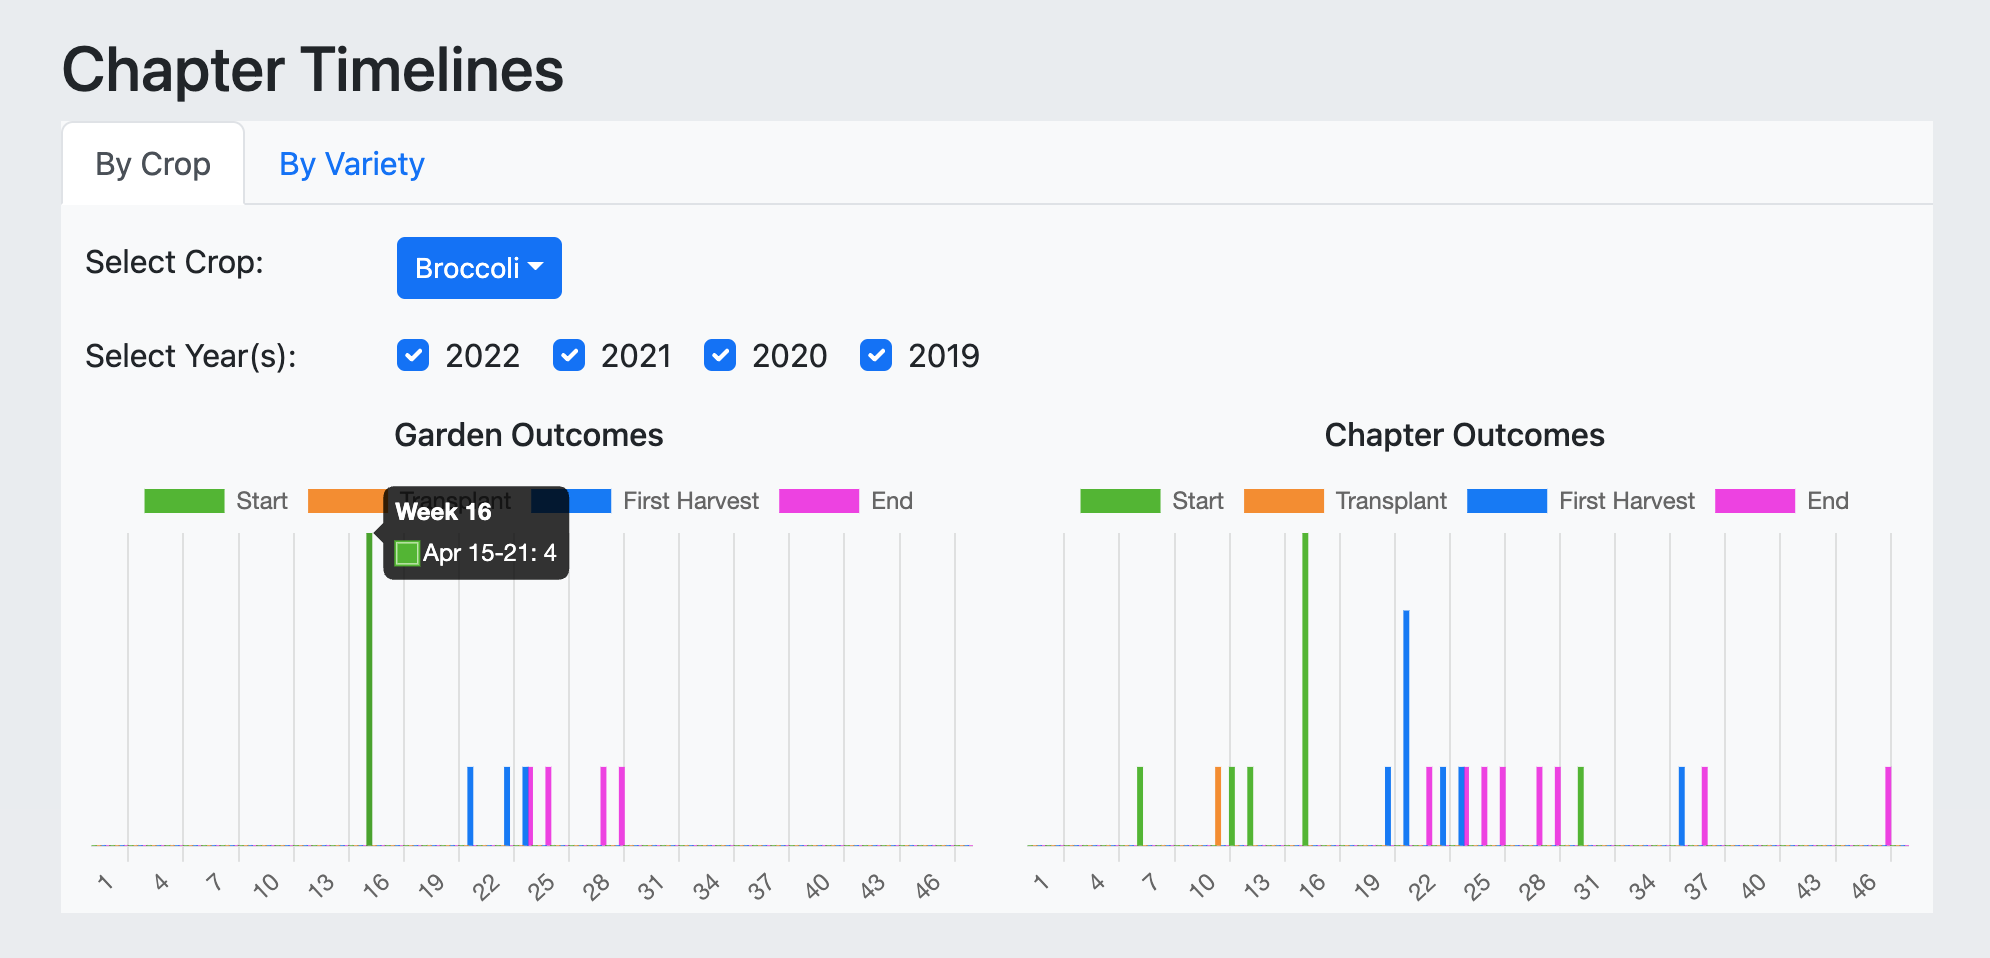 Chapter Timelines
By Crop By Variety
Select Crop: Broccoli
Select Year(s): 2022 2021 2020 2019
Garden Outcomes
Start Transplant First Harvest End
Week 16
Apr 15-21: 4
1 4 7 10 13 16 19 22 25 28 31 34 37 40 43 46
Chapter Outcomes
Start Transplant First Harvest End
1 4 7 10 13 16 19 22 25 28 31 34 37 40 43 46